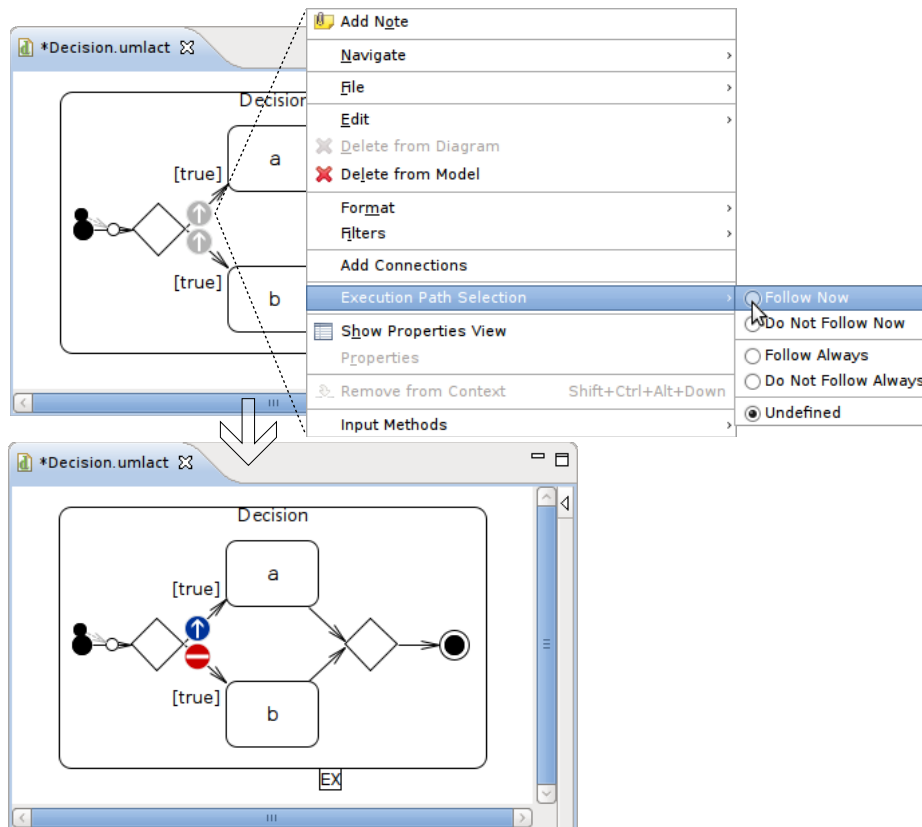 *Decision.umlact
Decision
[true]
a
[true]
b
Add Note
Navigate
File
Edit
Delete from Diagram
Delete from Model
Format
Filters
Add Connections
Execution Path Selection
Show Properties View
Properties
Remove from Context Shift+Ctrl+Alt+Down
Input Methods
Follow Now
Do Not Follow Now
Follow Always
Do Not Follow Always
Undefined
*Decision.umlact
Decision
[true]
a
[true]
b
EX